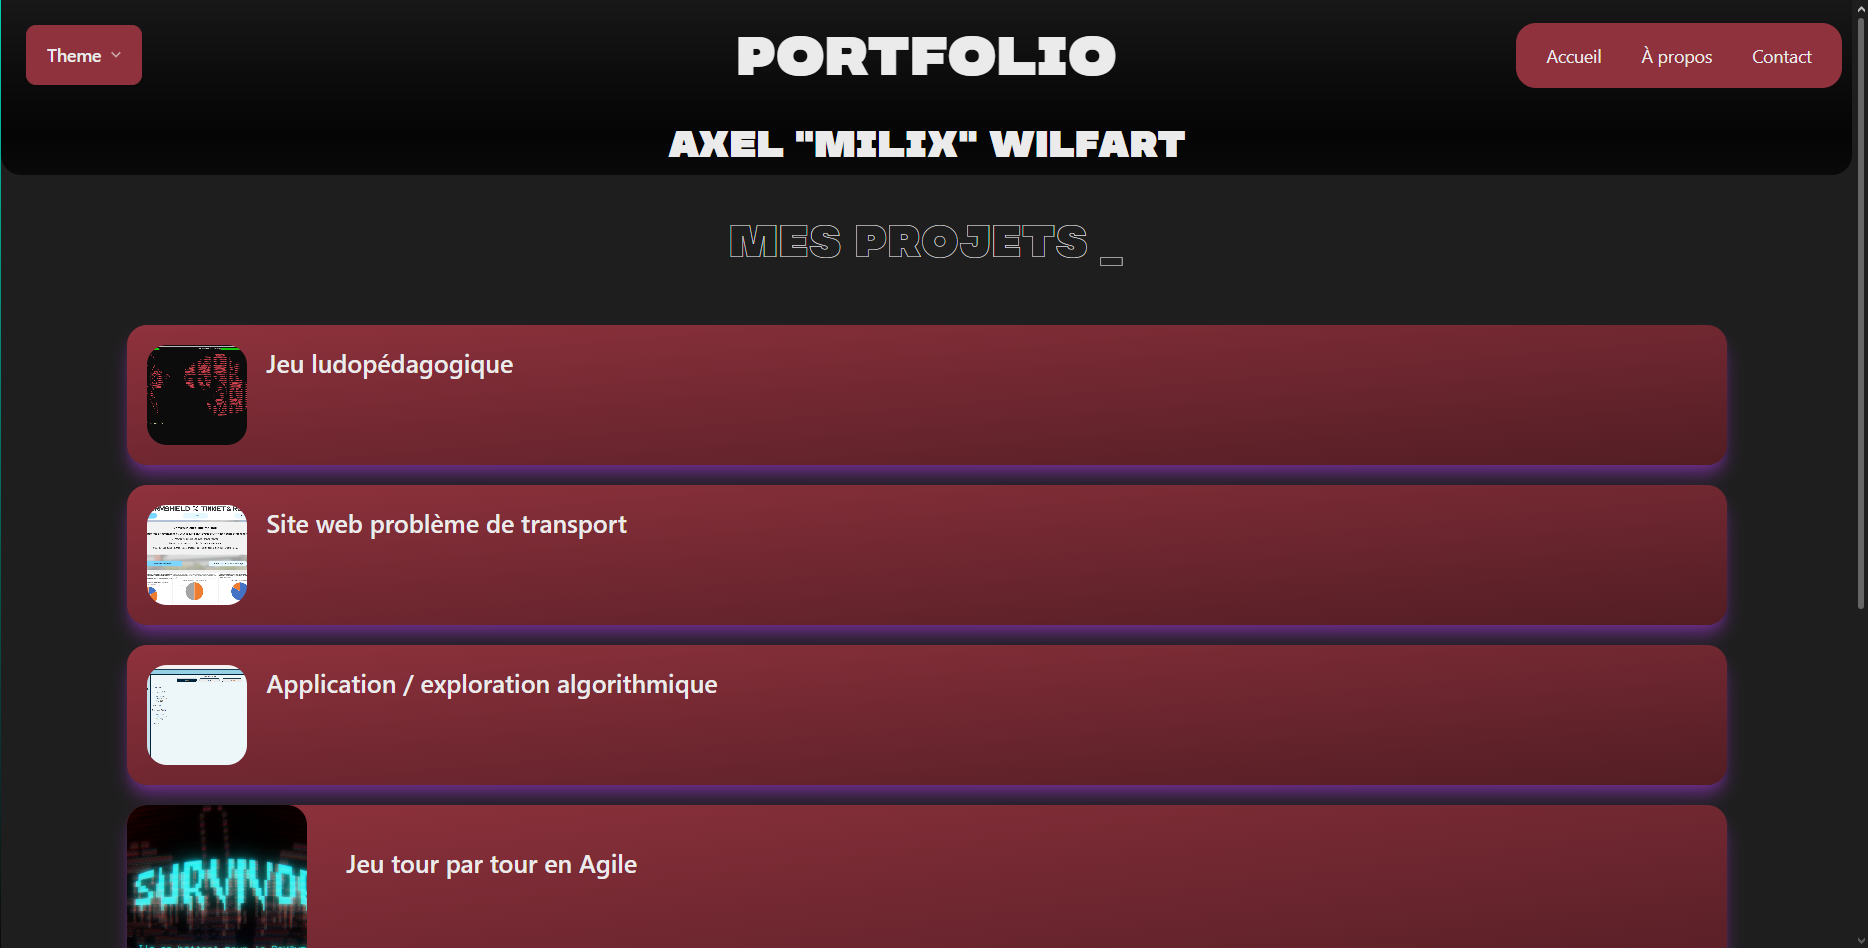 Theme
PORTFOLIO
Accueil À propos Contact
AXEL "MILIX" WILFART
MES PROJETS _
Jeu ludopédagogique
Site web problème de transport
Application / exploration algorithmique
SURVIVO
Jeu tour par tour en Agile